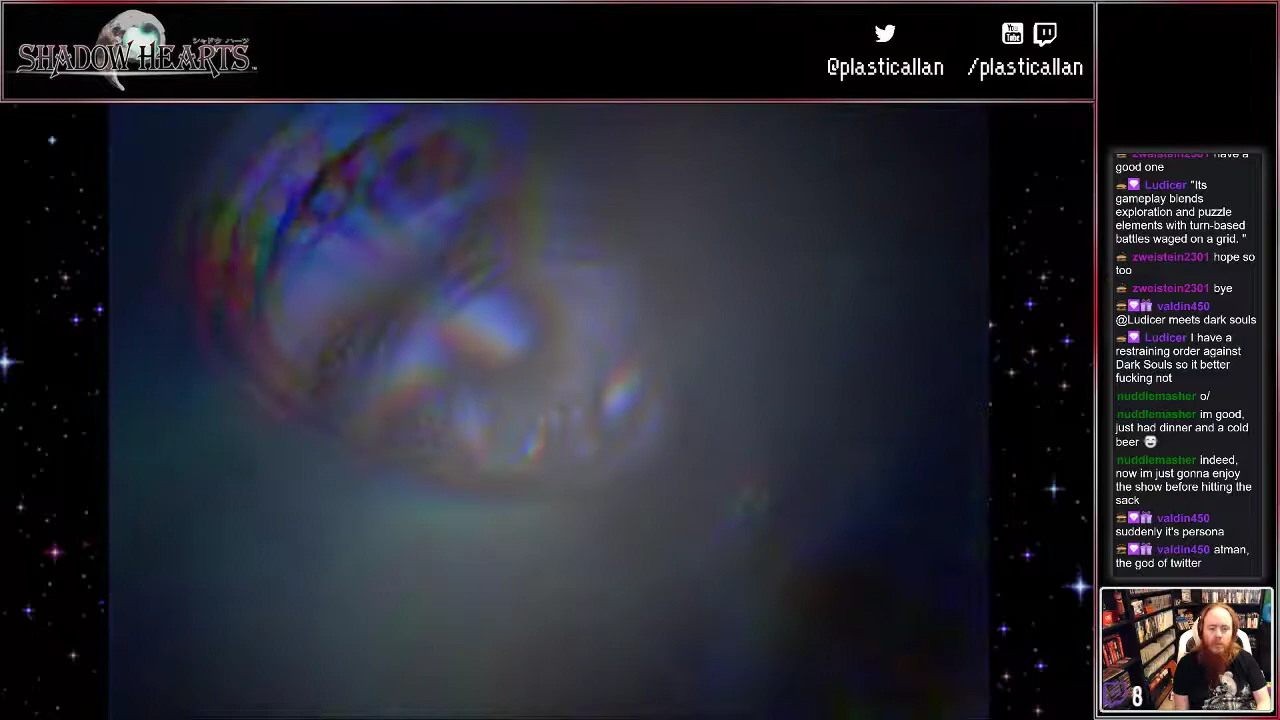 シャドウ ハーツ
SHADOW HEARTS™
@plasticallan
You
Tube
/plasticallan
zweistein2301 have a
good one
Ludicer "Its
gameplay blends
exploration and puzzle
elements with turn-based
battles waged on a grid. "
zweistein2301 hope so
too
zweistein2301 bye
valdin450
@Ludicer meets dark souls
Ludicer I have a
restraining order against
Dark Souls so it better
fucking not
nuddlemasher o/
nuddlemasher im good,
just had dinner and a cold
beer
nuddlemasher indeed,
now im just gonna enjoy
the show before hitting the
sack
valdin450
suddenly it's persona
valdin450 atman,
the god of twitter
8